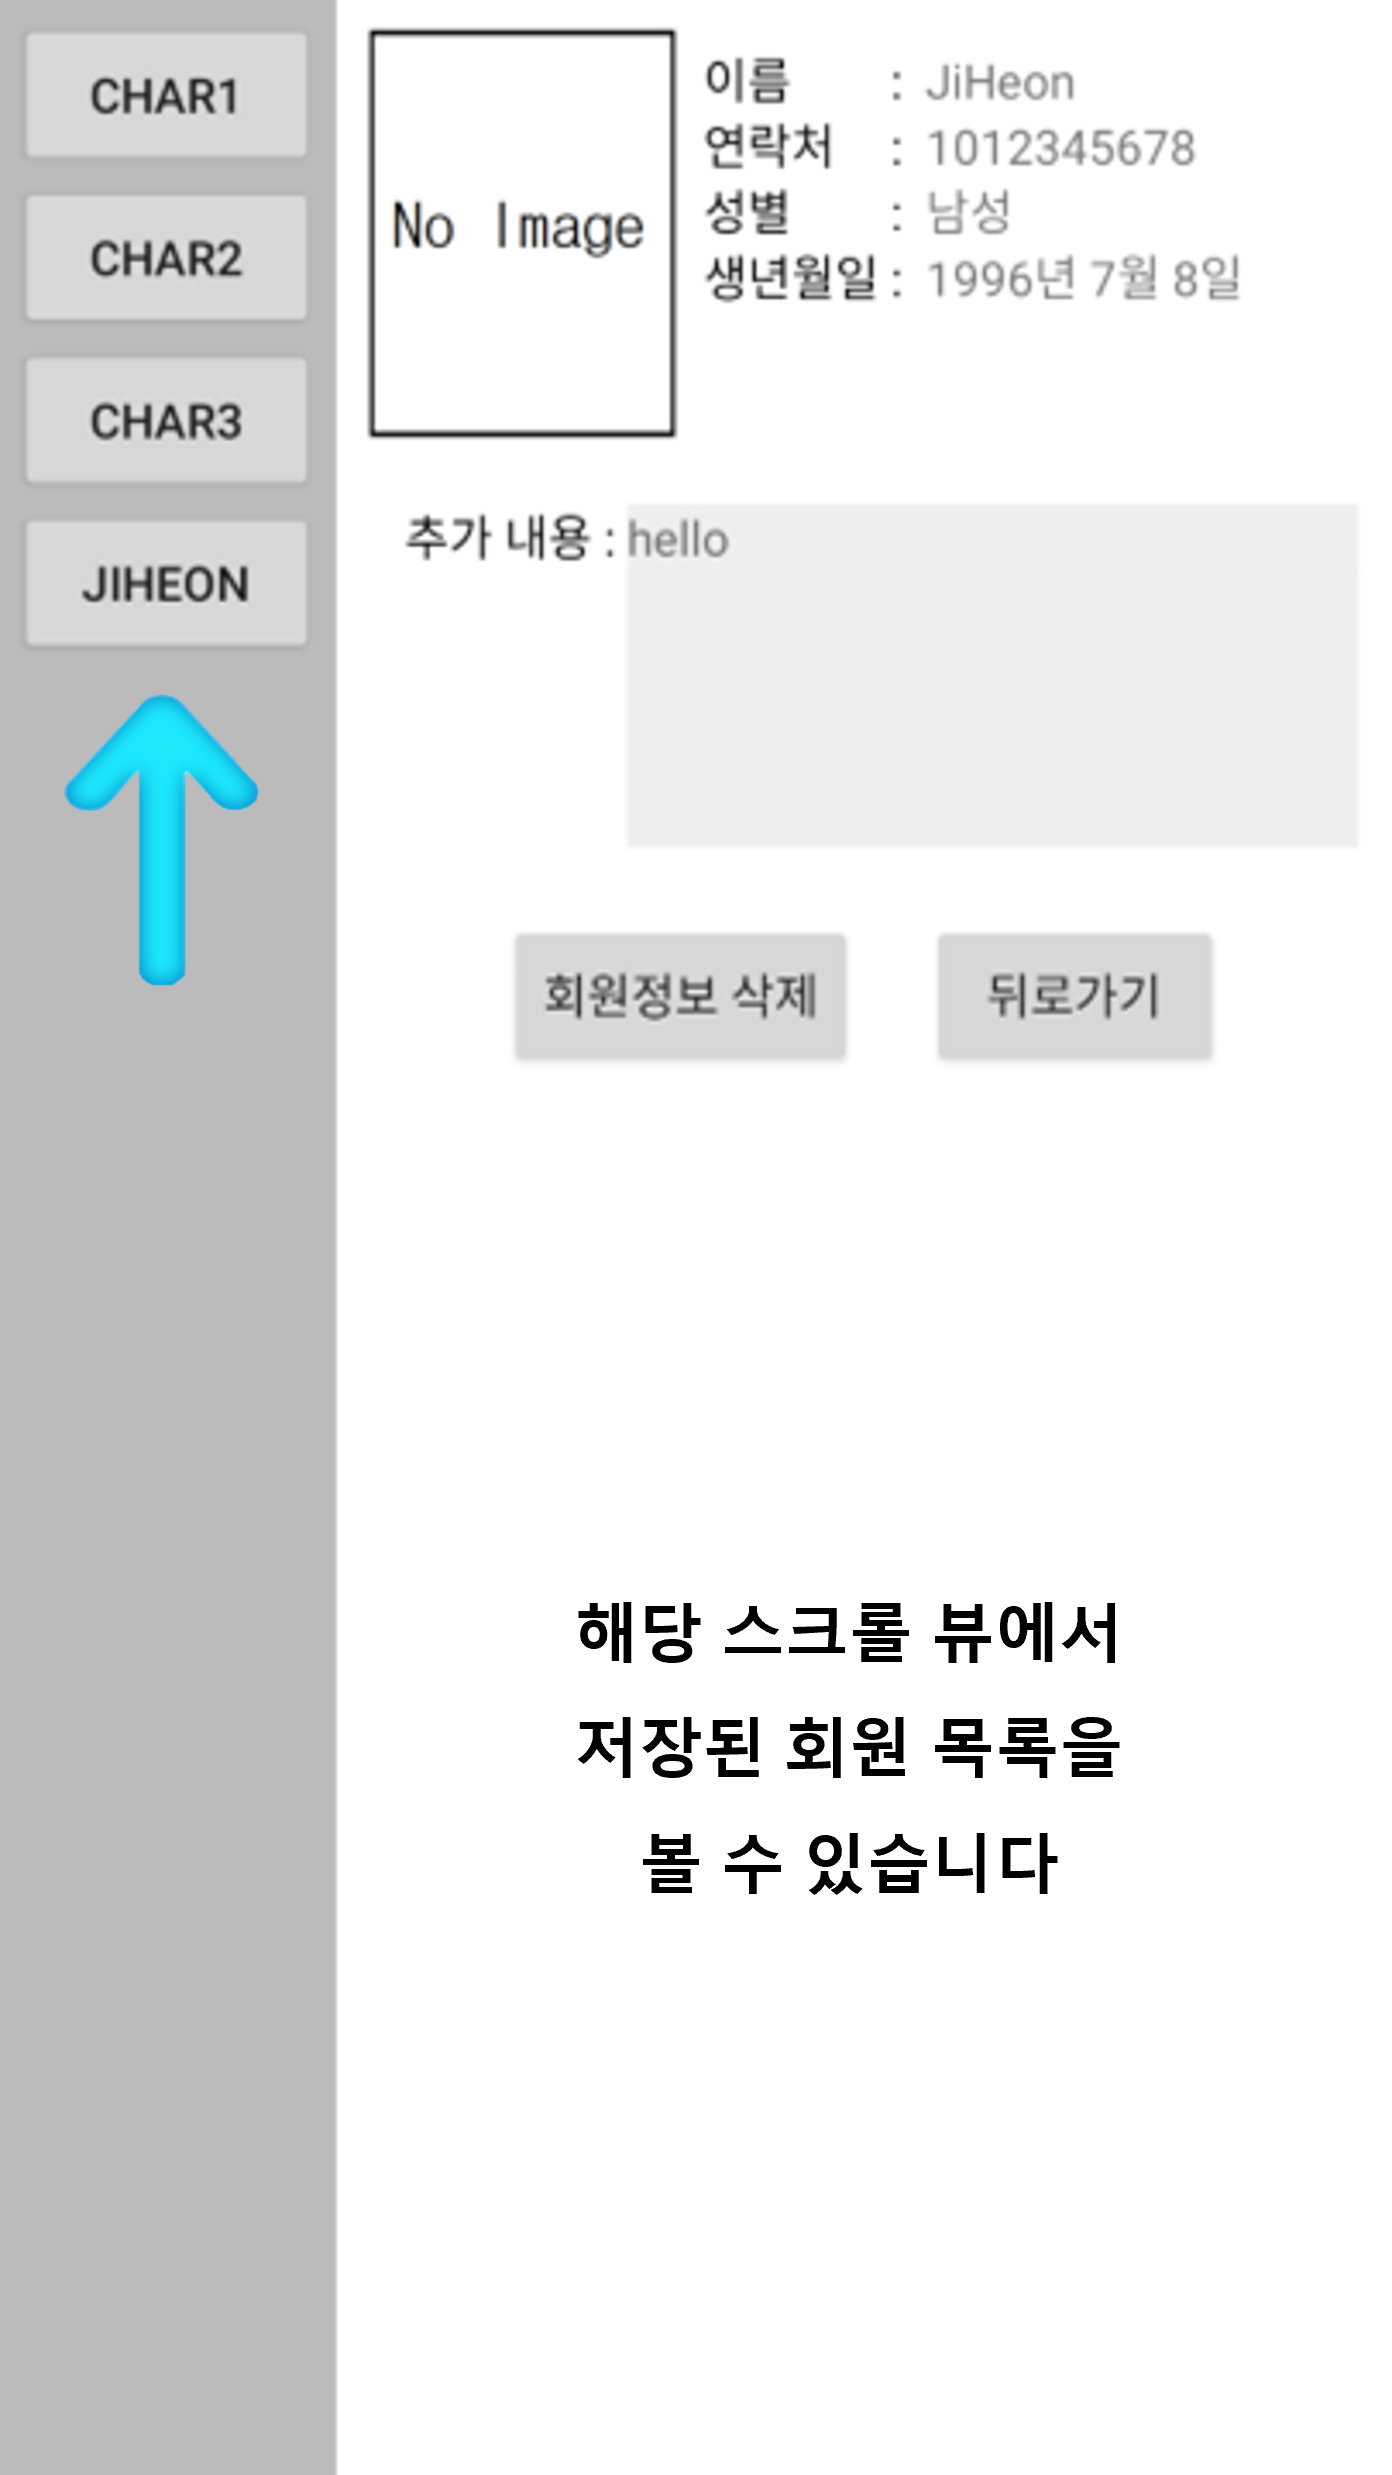 CHAR1
CHAR2
CHAR3
JIHEON
No Image
이름 : JiHeon
연락처 : 1012345678
성별 : 남성
생년월일 : 1996년 7월 8일
추가 내용 : hello
회원정보 삭제
뒤로가기
해당 스크롤 뷰에서
저장된 회원 목록을
볼 수 있습니다